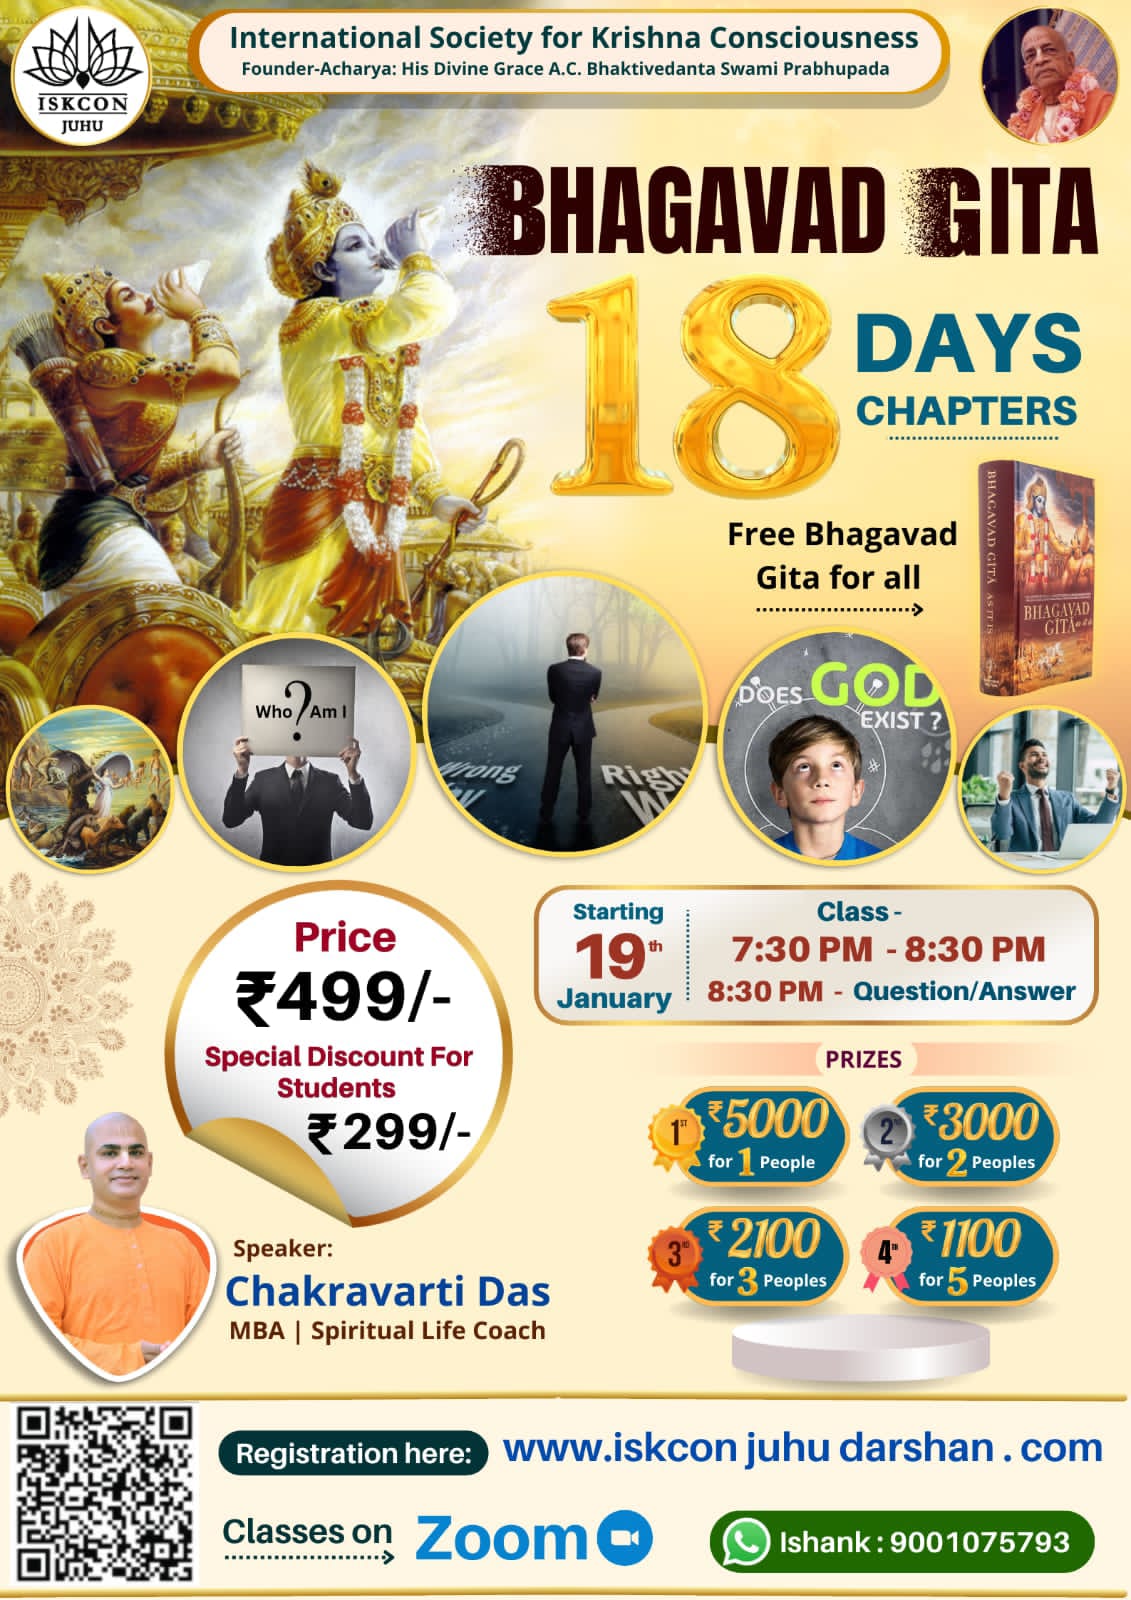 ISKCON
JUHU
International Society for Krishna Consciousness
Founder-Acharya: His Divine Grace A.C. Bhaktivedanta Swami Prabhupada
BHAGAVAD GITA
18 DAYS
CHAPTERS
Free Bhagavad
Gita for all
BHAGAVAD GĪTĀ AS IT IS
BHAGAVAD
GĪTĀ
Who ? Am I
Wrong
Right
DOES GOD
EXIST ?
Price
₹499/-
Special Discount For
Students
₹299/-
Starting
19th
January
Class -
7:30 PM - 8:30 PM
8:30 PM - Question/Answer
PRIZES
1ST
₹5000
for 1 People
2ND
₹3000
for 2 Peoples
3RD
₹2100
for 3 Peoples
4TH
₹1100
for 5 Peoples
Speaker:
Chakravarti Das
MBA | Spiritual Life Coach
Registration here: www.iskcon juhu darshan . com
Classes on Zoom
Ishank : 9001075793